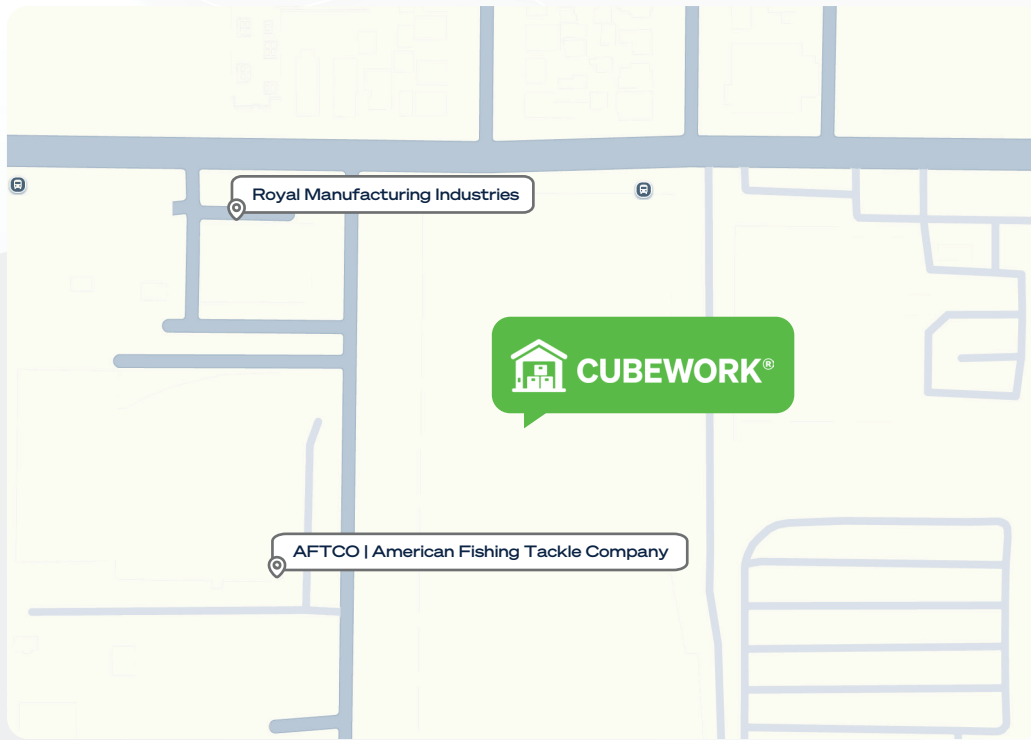 Royal Manufacturing Industries
CUBEWORK®
AFTCO | American Fishing Tackle Company